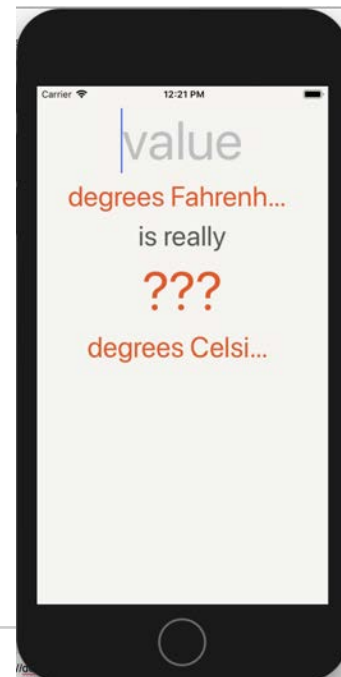 Carrier 12:21 PM
value
degrees Fahrenh...
is really
???
degrees Celsi...